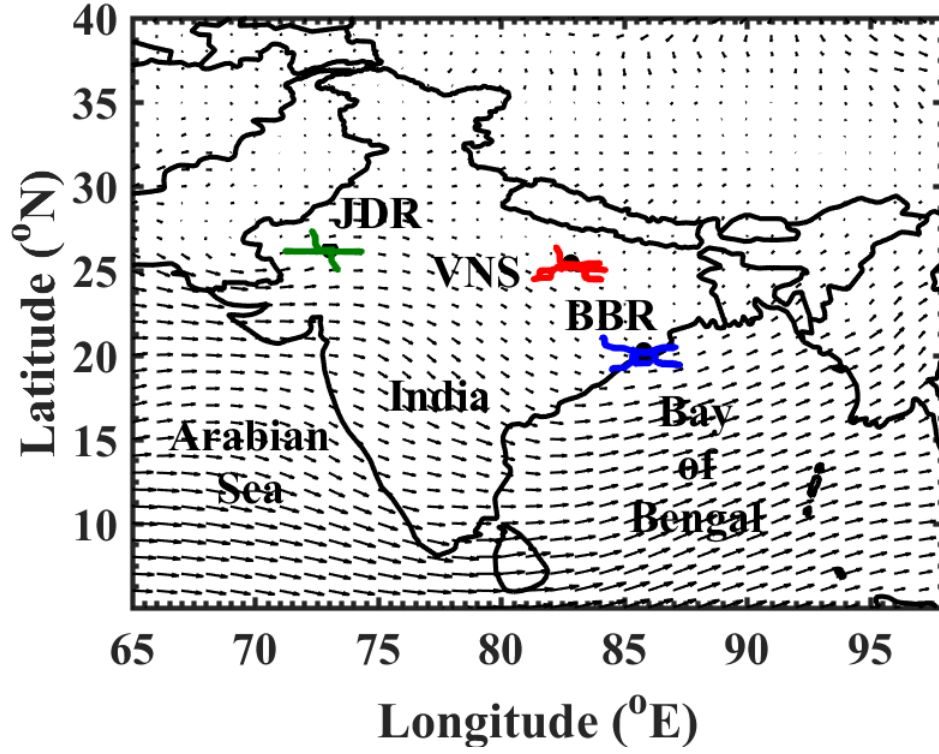 40
35
30
25
20
15
10
Latitude (°N)
JDR
VNS
BBR
India
Arabian
Sea
Bay
of
Bengal
65 70 75 80 85 90 95
Longitude (°E)